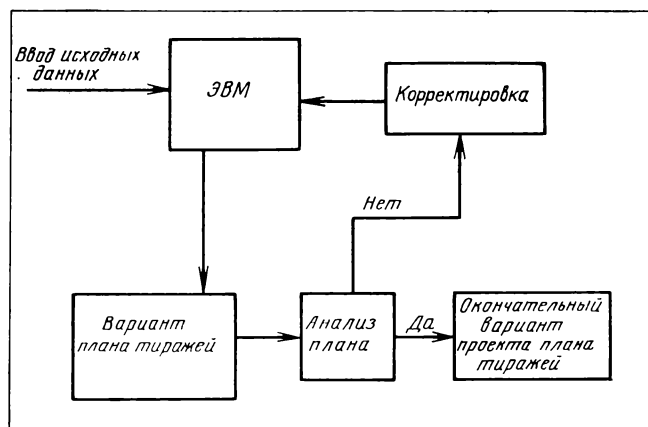 Ввод исходных
данных
ЭВМ
Корректировка
Нет
Вариант
плана тиражей
Анализ
плана
Да
Окончательный
вариант
проекта плана
тиражей